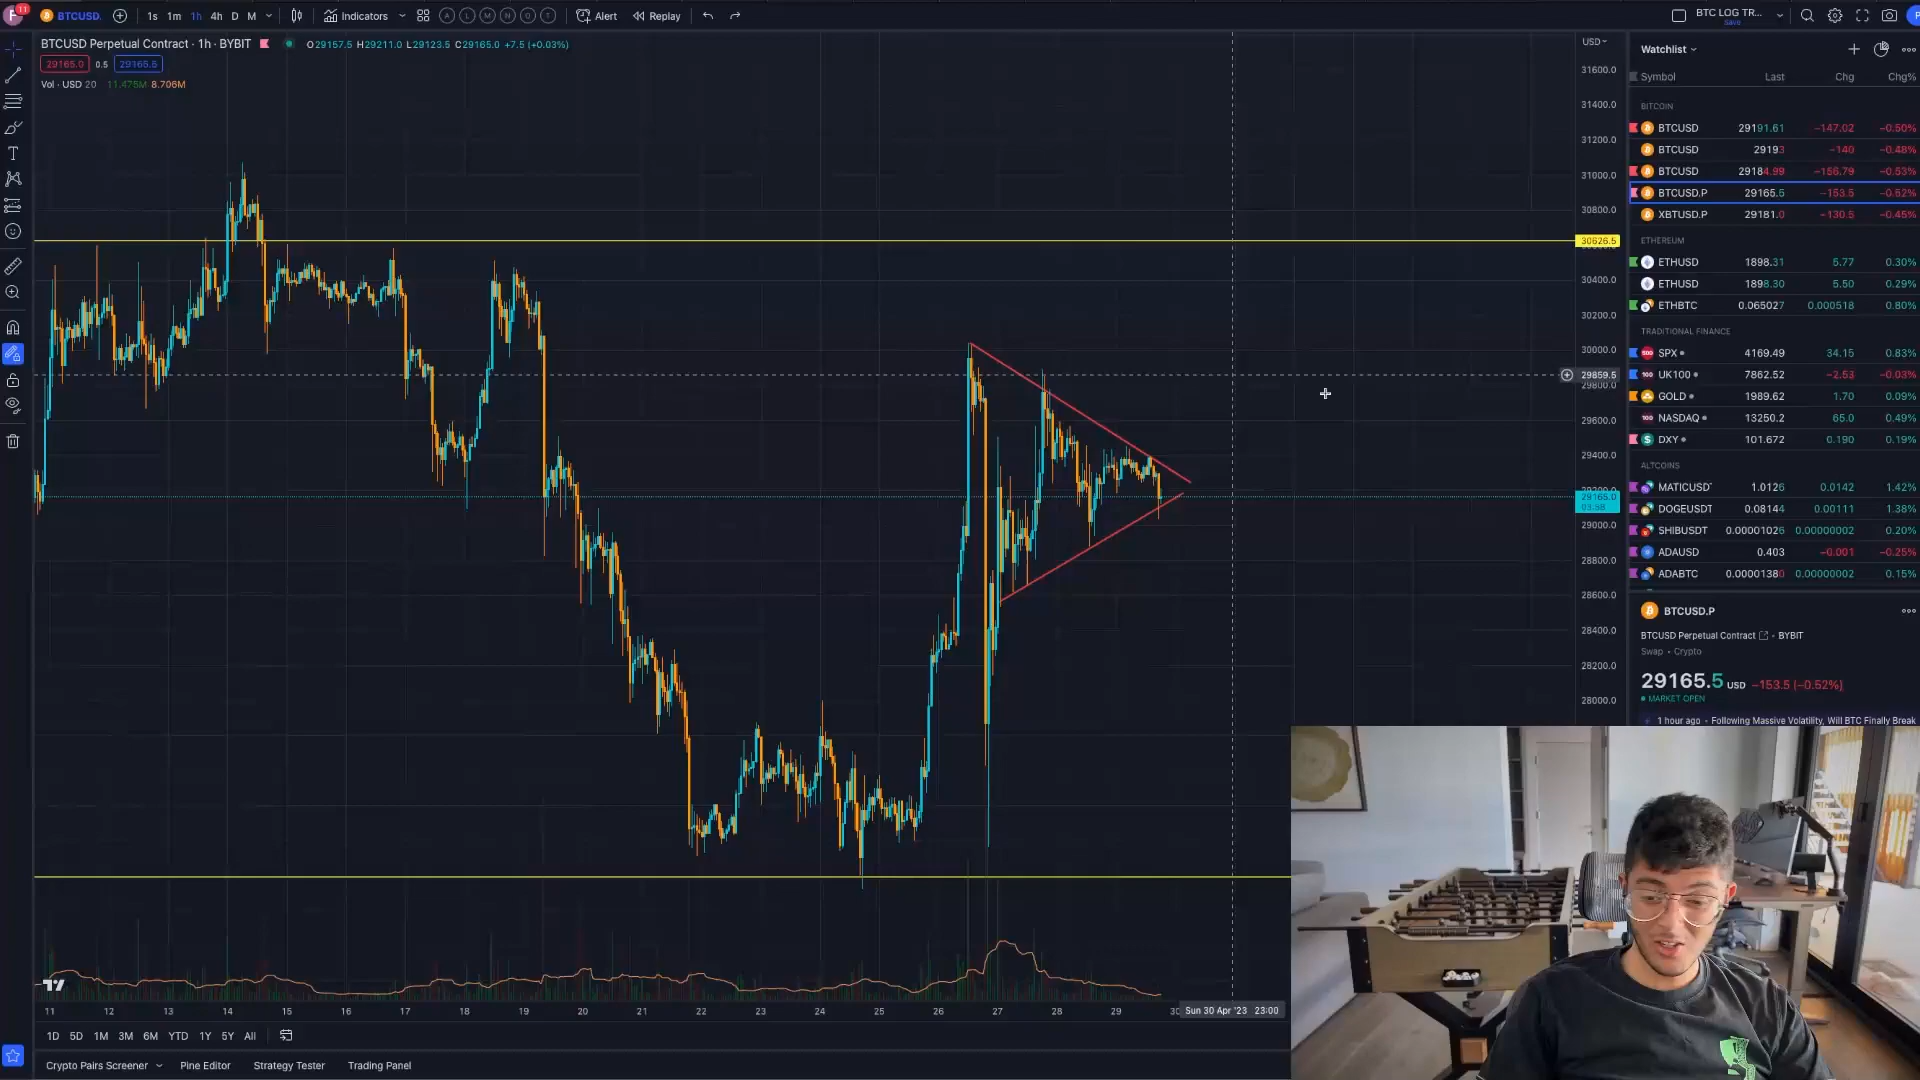 11
BTCUSD.
1s 1m 1h 4h D M
Indicators
A L M N O T
Alert
Replay
BTC LOG TR...
Save
BTCUSD Perpetual Contract · 1h · BYBIT
O29157.5 H29211.0 L29123.5 C29165.0 +7.5 (+0.03%)
29165.0 0.5 29165.5
Vol · USD 20 11.475M 8.706M
USD
31600.0
31400.0
31200.0
31000.0
30800.0
30626.5
30400.0
30200.0
30000.0
29859.5
29800.0
29600.0
29400.0
29165.0
03:58
29000.0
28800.0
28600.0
28400.0
28200.0
28000.0
Watchlist
Symbol Last Chg Chg%
BITCOIN
BTCUSD 29191.61 −147.02 −0.50%
BTCUSD 29193 −140 −0.48%
BTCUSD 29184.99 −156.79 −0.53%
BTCUSD.P 29165.5 −153.5 −0.52%
XBTUSD.P 29181.0 −130.5 −0.45%
ETHEREUM
ETHUSD 1898.31 5.77 0.30%
ETHUSD 1898.30 5.50 0.29%
ETHBTC 0.065027 0.000518 0.80%
TRADITIONAL FINANCE
SPX 4169.49 34.15 0.83%
UK100 7862.52 −2.53 −0.03%
GOLD 1989.62 1.70 0.09%
NASDAQ 13250.2 65.0 0.49%
DXY 101.672 0.190 0.19%
ALTCOINS
MATICUSD 1.0126 0.0142 1.42%
DOGEUSDT 0.08144 0.00111 1.38%
SHIBUSDT 0.00001026 0.00000002 0.20%
ADAUSD 0.403 −0.001 −0.25%
ADABTC 0.00001380 0.00000002 0.15%
BTCUSD.P
BTCUSD Perpetual Contract · BYBIT
Swap · Crypto
29165.5 USD −153.5 (−0.52%)
MARKET OPEN
1 hour ago · Following Massive Volatility, Will BTC Finally Break
11 12 13 14 15 16 17 18 19 20 21 22 23 24 25 26 27 28 29 30
Sun 30 Apr '23 23:00
1D 5D 1M 3M 6M YTD 1Y 5Y All
Crypto Pairs Screener
Pine Editor
Strategy Tester
Trading Panel